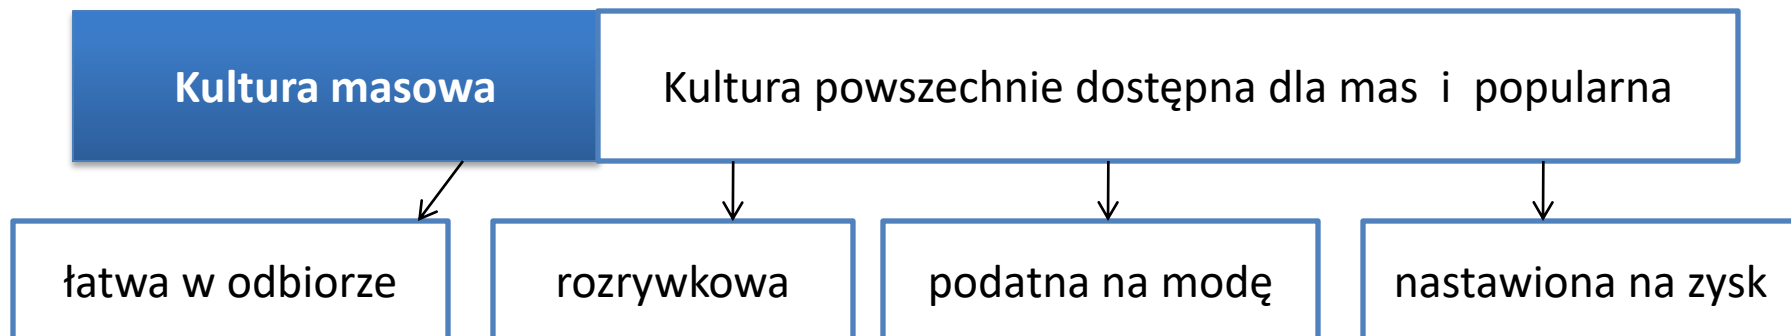 Kultura masowa
Kultura powszechnie dostępna dla mas i popularna
łatwa w odbiorze
rozrywkowa
podatna na modę
nastawiona na zysk